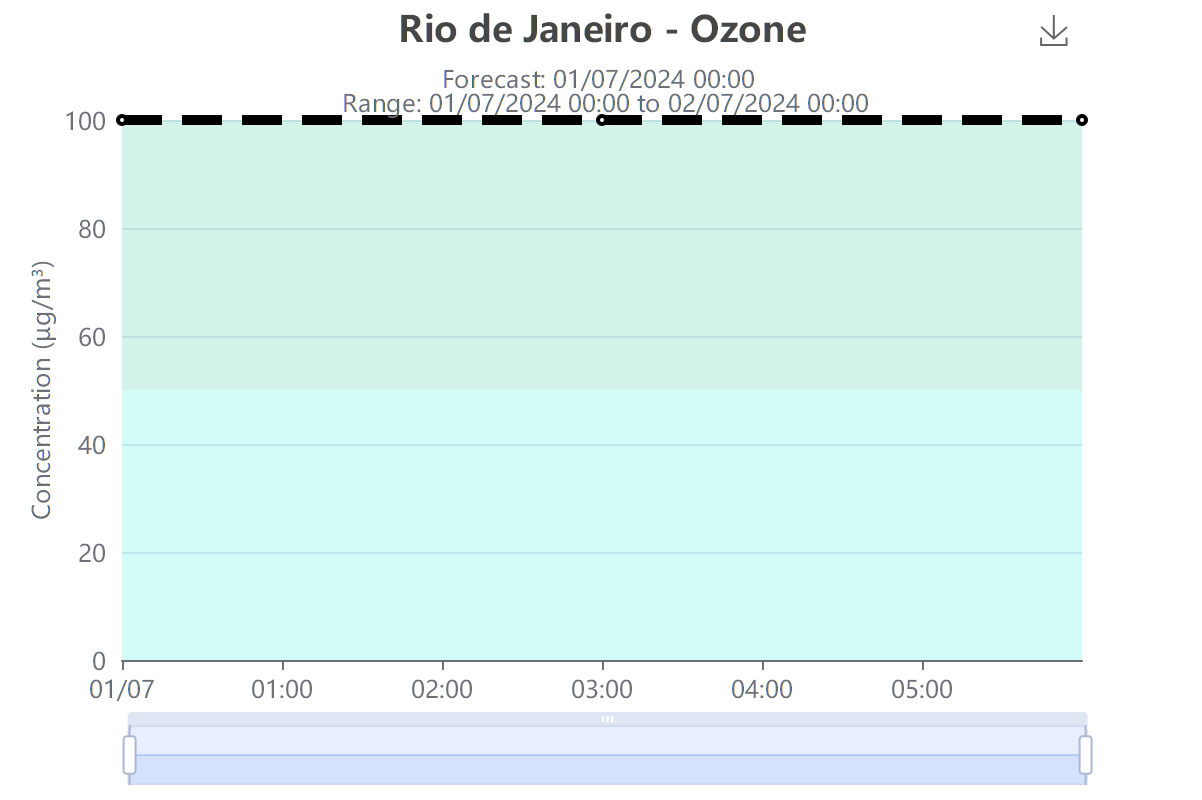 Rio de Janeiro - Ozone
Forecast: 01/07/2024 00:00
Range: 01/07/2024 00:00 to 02/07/2024 00:00
Concentration (µg/m³)
100
80
60
40
20
0
01/07 01:00 02:00 03:00 04:00 05:00